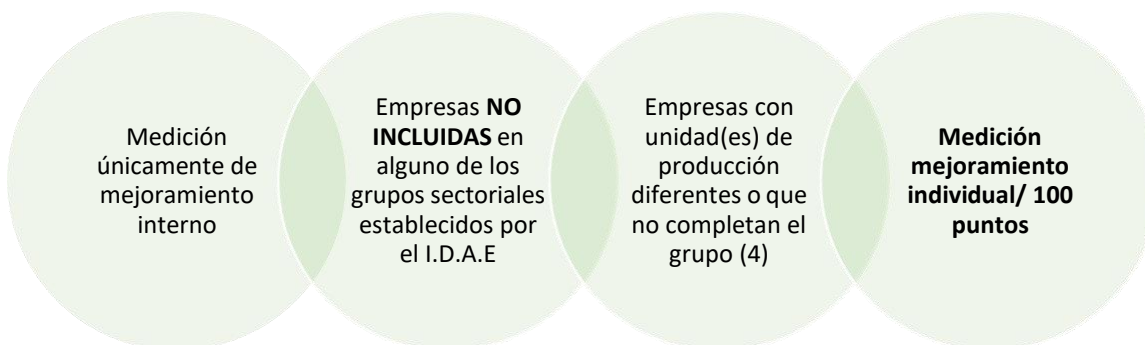 Medición
únicamente de
mejoramiento
interno
Empresas NO
INCLUIDAS en
alguno de los
grupos sectoriales
establecidos por
el I.D.A.E
Empresas con
unidad(es) de
producción
diferentes o que
no completan el
grupo (4)
Medición
mejoramiento
individual/ 100
puntos